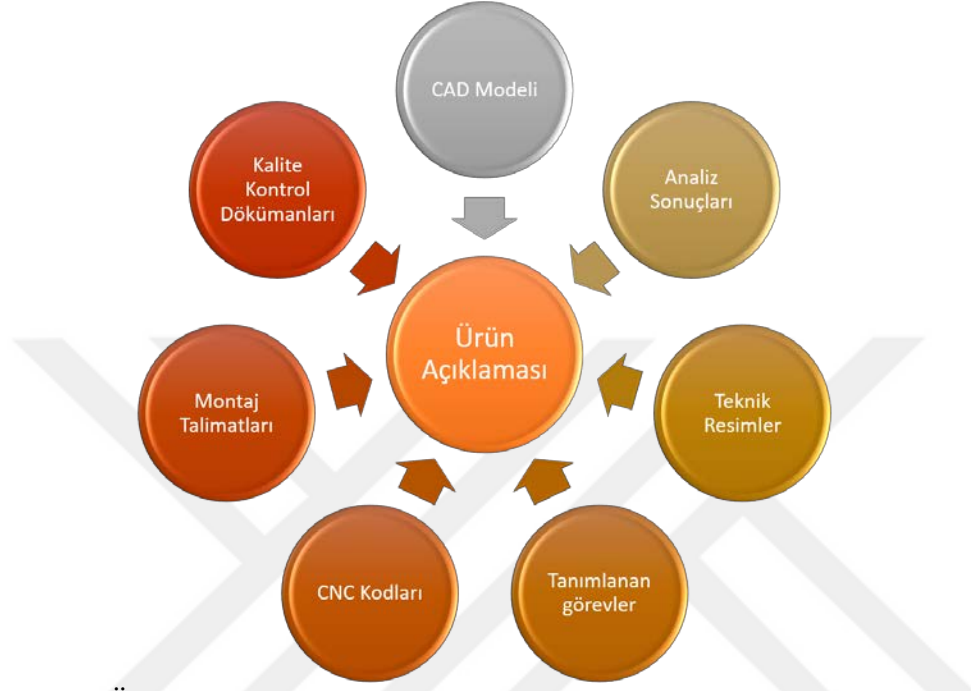 CAD Modeli
Kalite
Kontrol
Dökümanları
Analiz
Sonuçları
Ürün
Açıklaması
Montaj
Talimatları
Teknik
Resimler
CNC Kodları
Tanımlanan
görevler